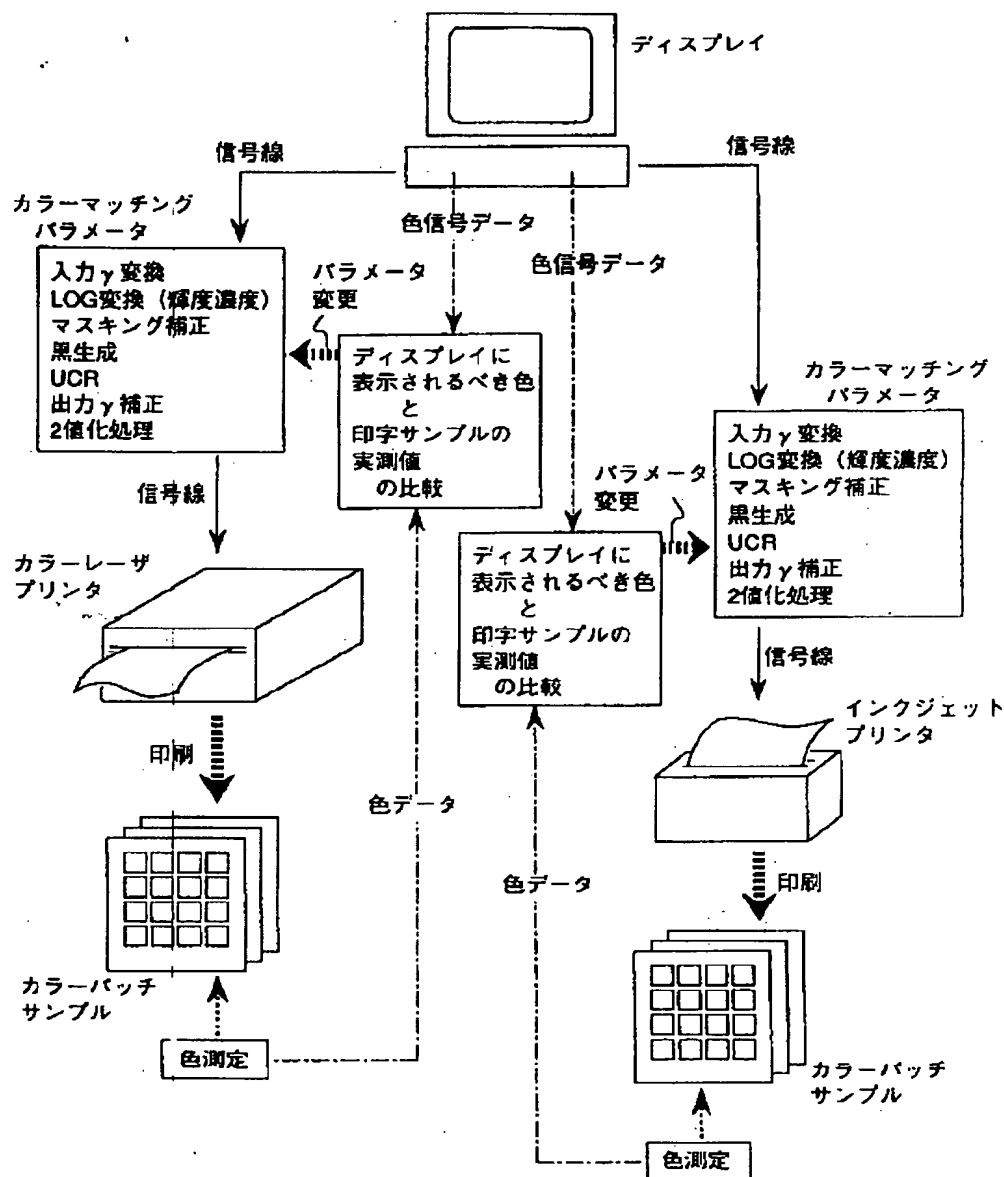 ディスプレイ
信号線
信号線
カラーマッチング
パラメータ
色信号データ
色信号データ
入力γ変換
LOG変換（輝度濃度）
マスキング補正
黒生成
UCR
出力γ補正
2値化処理
パラメータ
変更
ディスプレイに
表示されるべき色
と
印字サンプルの
実測値
の比較
カラーマッチング
パラメータ
入力γ変換
LOG変換（輝度濃度）
マスキング補正
黒生成
UCR
出力γ補正
2値化処理
パラメータ
変更
信号線
ディスプレイに
表示されるべき色
と
印字サンプルの
実測値
の比較
カラーレーザ
プリンタ
信号線
インクジェット
プリンタ
印刷
色データ
色データ
印刷
カラーパッチ
サンプル
色測定
カラーパッチ
サンプル
色測定